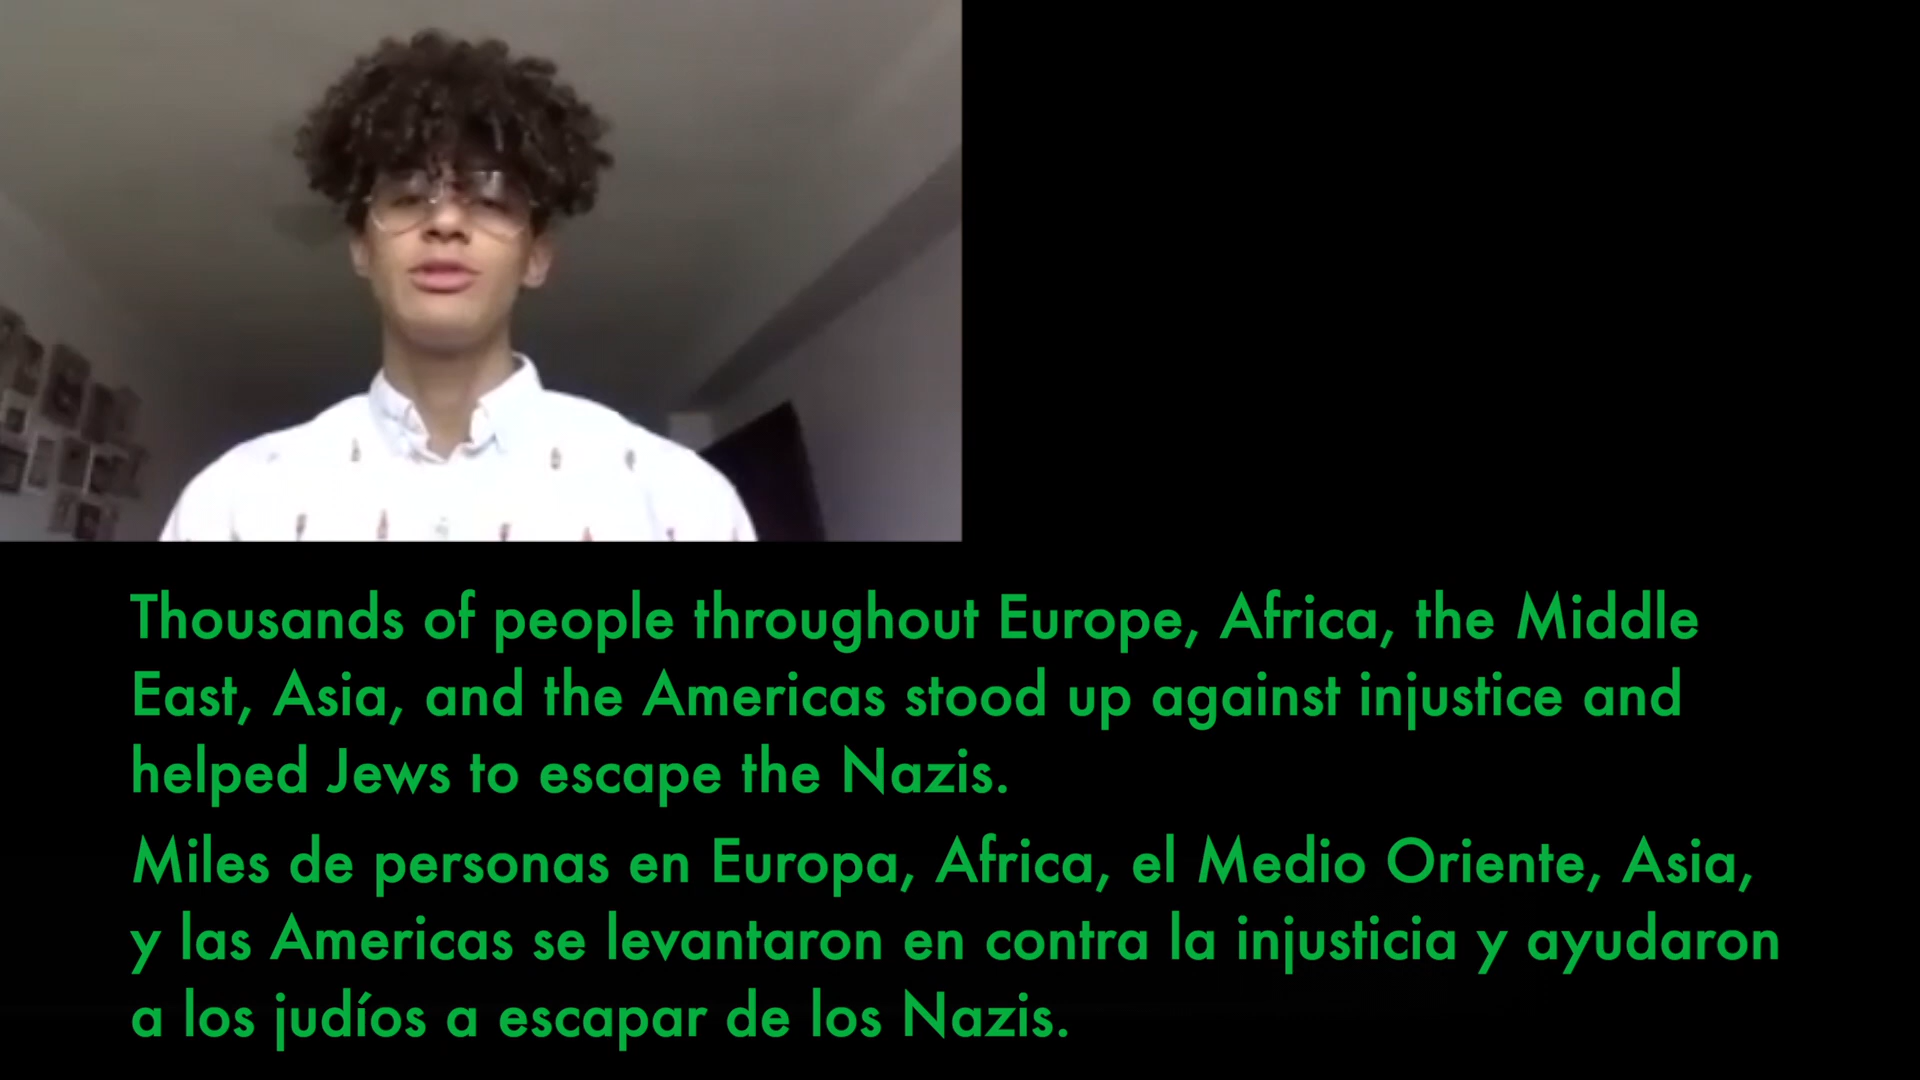 Thousands of people throughout Europe, Africa, the Middle
East, Asia, and the Americas stood up against injustice and
helped Jews to escape the Nazis.
Miles de personas en Europa, Africa, el Medio Oriente, Asia,
y las Americas se levantaron en contra la injusticia y ayudaron
a los judíos a escapar de los Nazis.